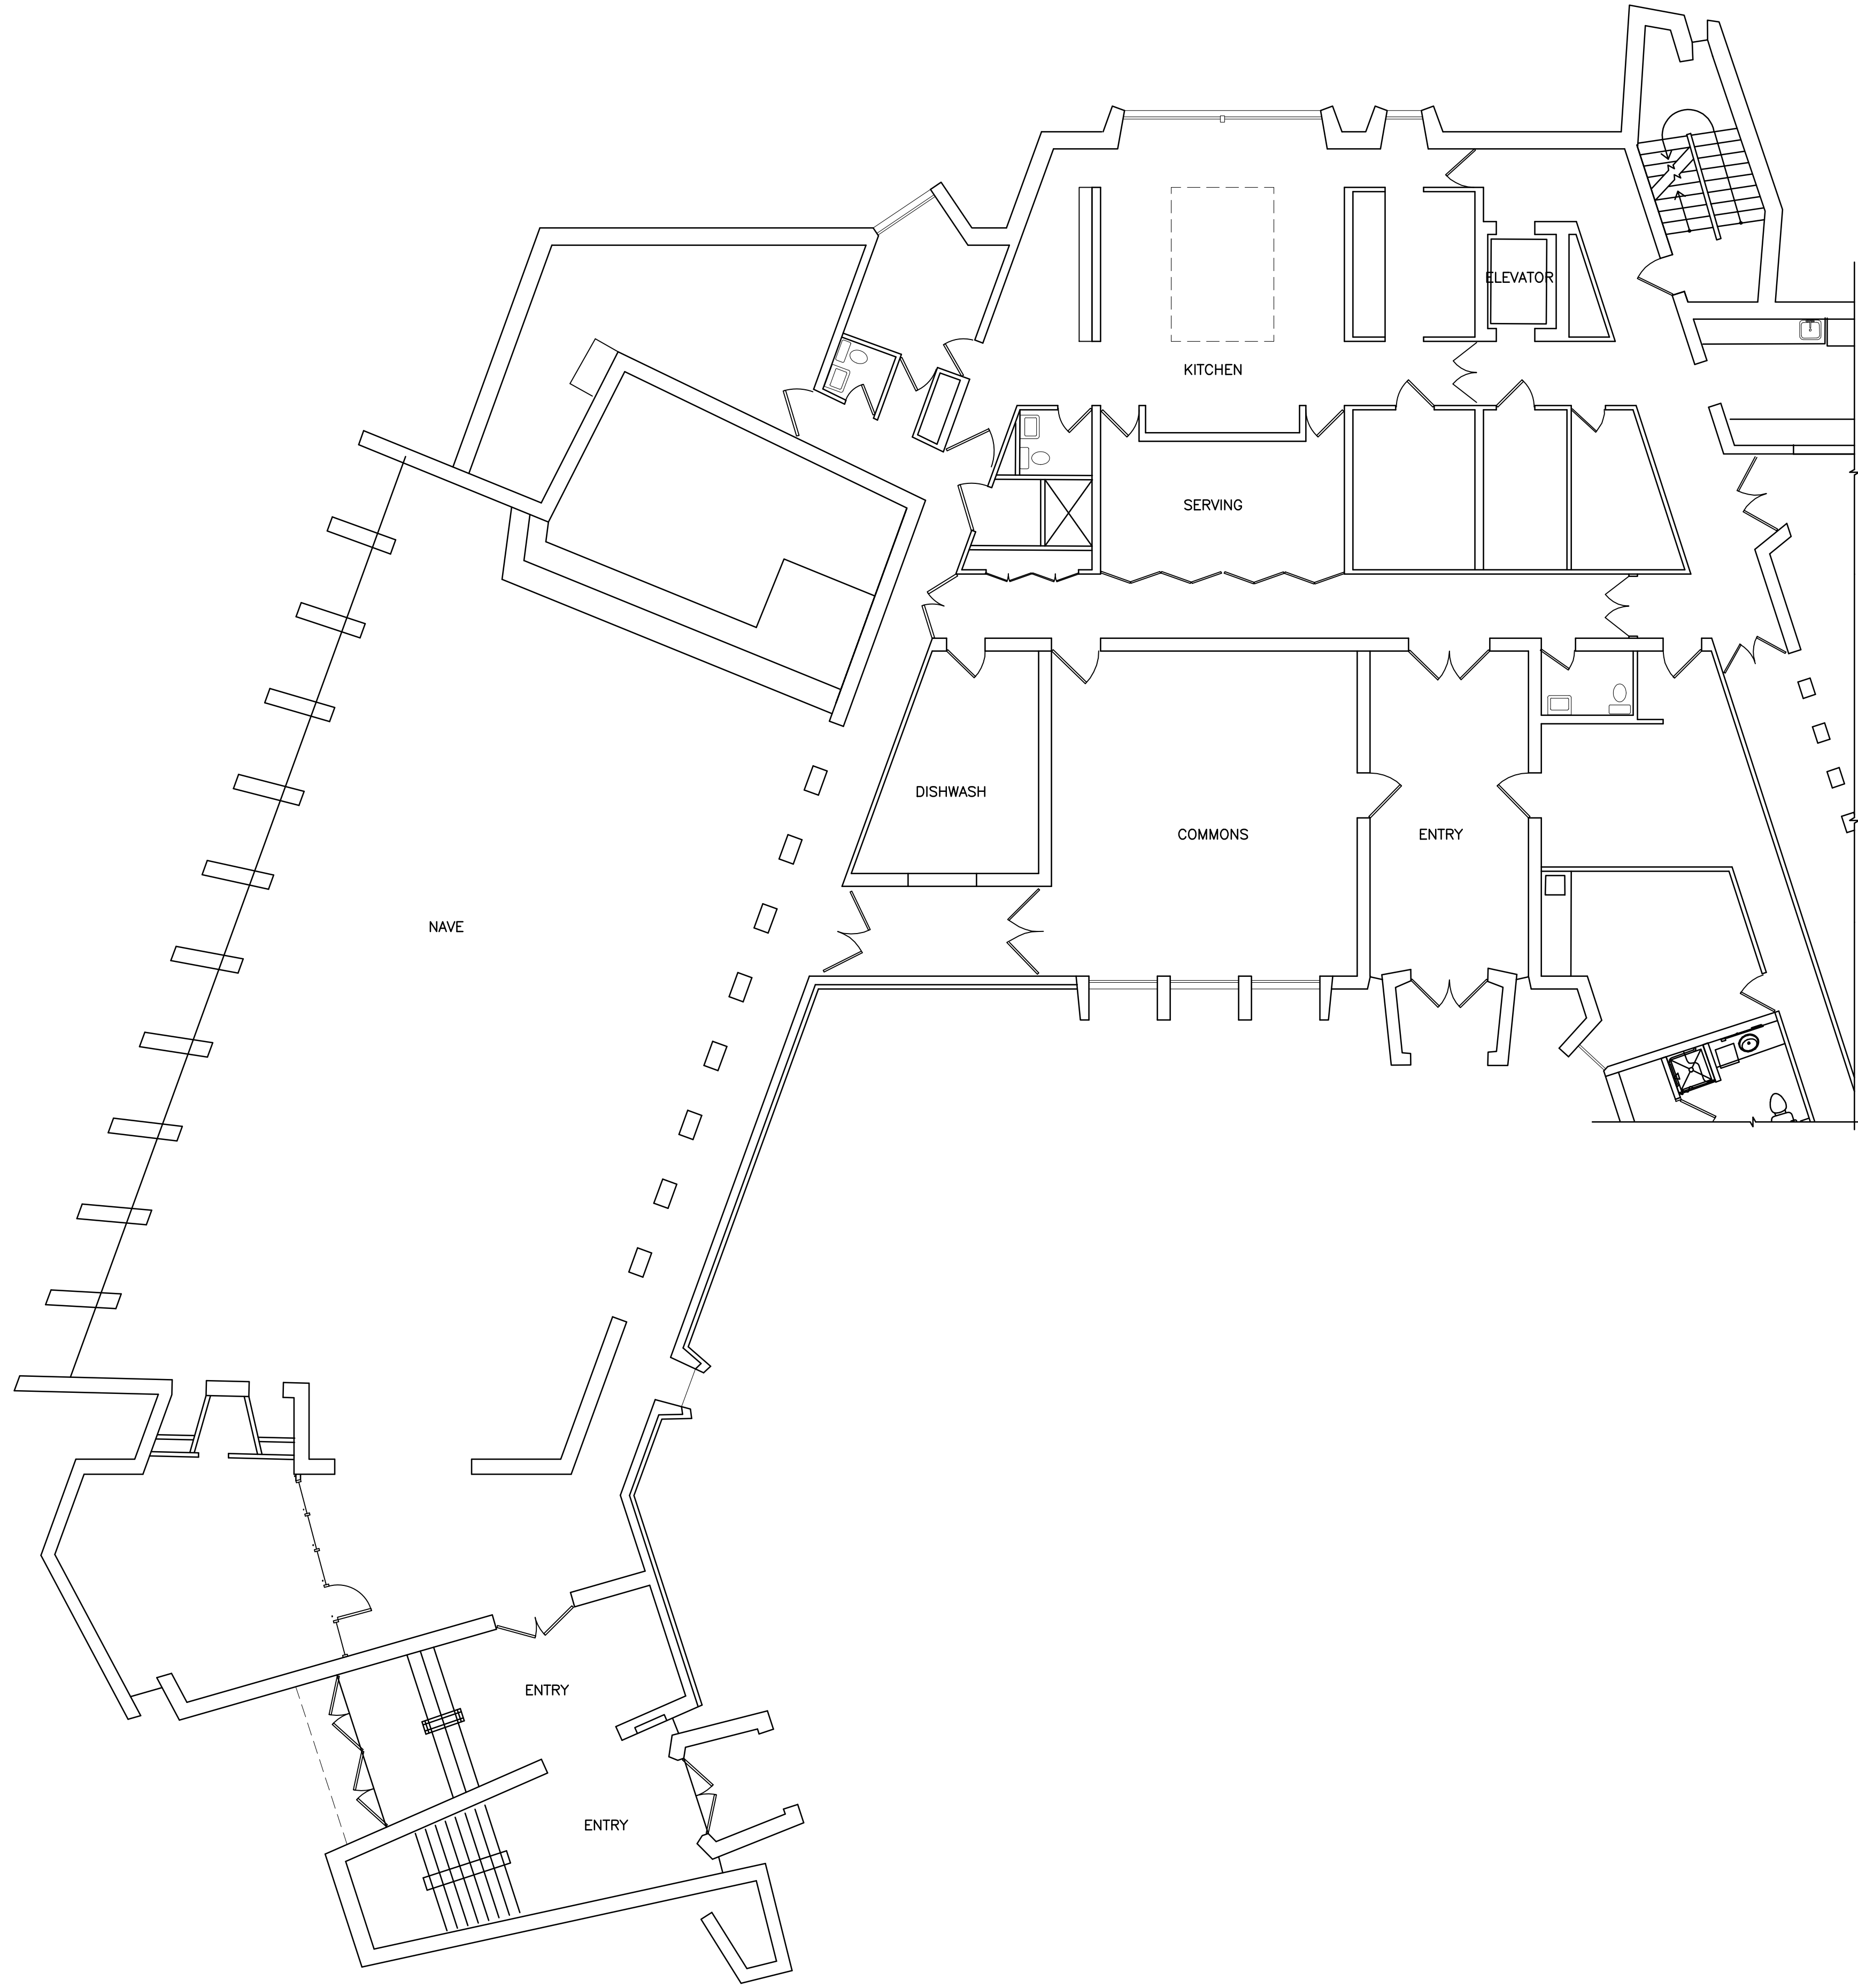 ELEVATOR
KITCHEN
SERVING
DISHWASH
COMMONS
ENTRY
NAVE
ENTRY
ENTRY